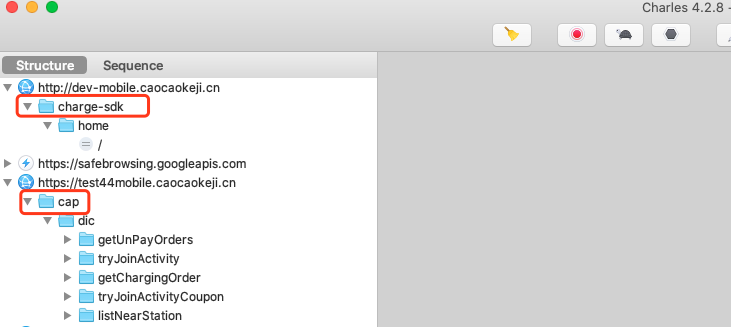 Charles 4.2.8 -
Structure
Sequence
http://dev-mobile.caocaokeji.cn
charge-sdk
home
/
https://safebrowsing.googleapis.com
https://test44mobile.caocaokeji.cn
cap
dic
getUnPayOrders
tryJoinActivity
getChargingOrder
tryJoinActivityCoupon
listNearStation